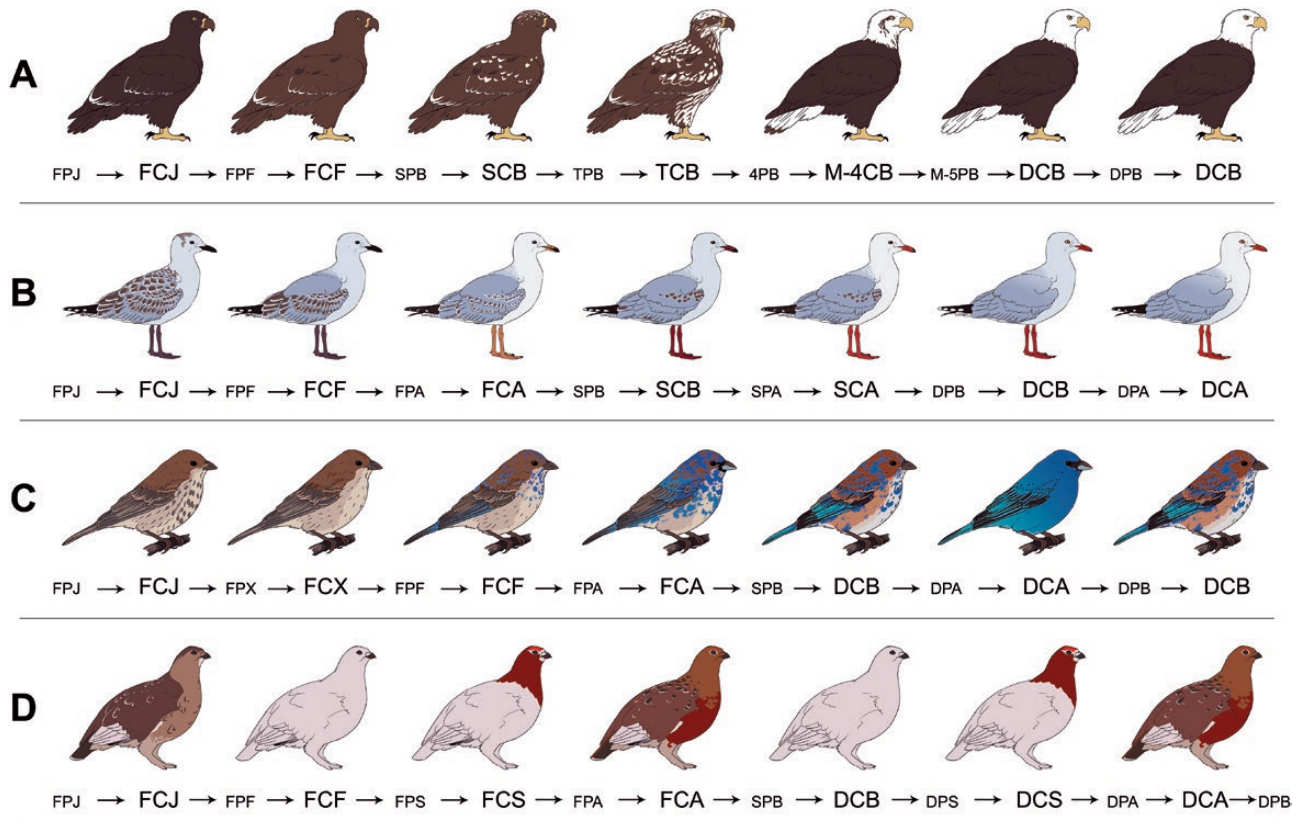 A
FPJ → FCJ → FPF → FCF → SPB → SCB → TPB → TCB → 4PB → M-4CB → M-5PB → DCB → DPB → DCB
B
FPJ → FCJ → FPF → FCF → FPA → FCA → SPB → SCB → SPA → SCA → DPB → DCB → DPA → DCA
C
FPJ → FCJ → FPX → FCX → FPF → FCF → FPA → FCA → SPB → DCB → DPA → DCA → DPB → DCB
D
FPJ → FCJ → FPF → FCF → FPS → FCS → FPA → FCA → SPB → DCB → DPS → DCS → DPA → DCA → DPB